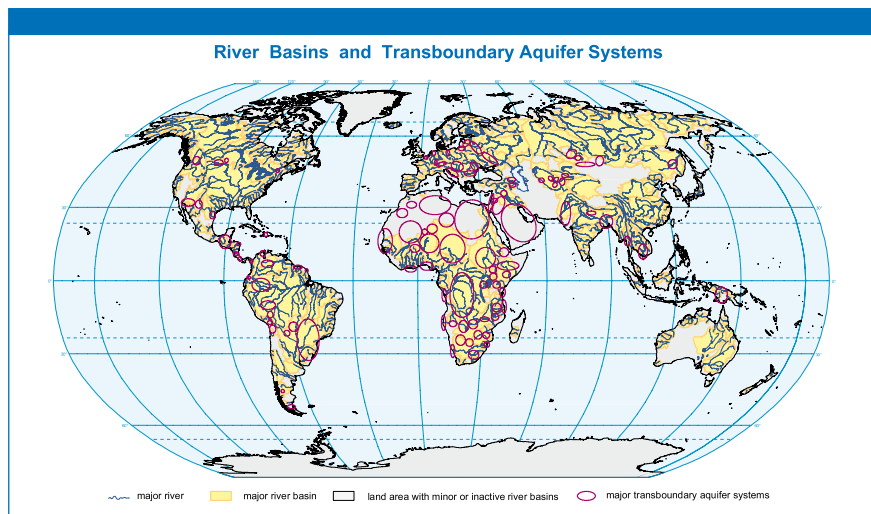 River Basins and Transboundary Aquifer Systems
major river
major river basin
land area with minor or inactive river basins
major transboundary aquifer systems